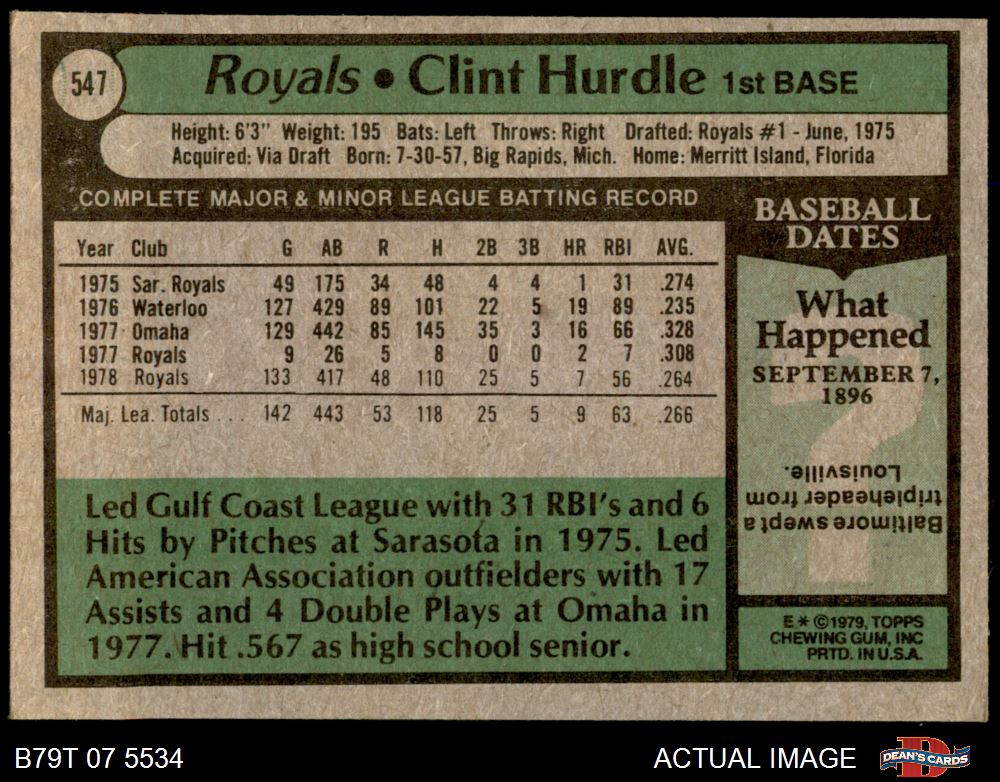 547
Royals • Clint Hurdle 1st BASE
Height: 6'3" Weight: 195 Bats: Left Throws: Right Drafted: Royals #1 - June, 1975
Acquired: Via Draft Born: 7-30-57, Big Rapids, Mich. Home: Merritt Island, Florida
COMPLETE MAJOR & MINOR LEAGUE BATTING RECORD
Year Club G AB R H 2B 3B HR RBI AVG.
1975 Sar. Royals 49 175 34 48 4 4 1 31 .274
1976 Waterloo 127 429 89 101 22 5 19 89 .235
1977 Omaha 129 442 85 145 35 3 16 66 .328
1977 Royals 9 26 5 8 0 0 2 7 .308
1978 Royals 133 417 48 110 25 5 7 56 .264
Maj. Lea. Totals . . . 142 443 53 118 25 5 9 63 .266
Led Gulf Coast League with 31 RBI's and 6
Hits by Pitches at Sarasota in 1975. Led
American Association outfielders with 17
Assists and 4 Double Plays at Omaha in
1977. Hit .567 as high school senior.
BASEBALL
DATES
What
Happened
SEPTEMBER 7,
1896
?
Baltimore swept a
tripleheader from
Louisville.
E * ©1979, TOPPS
CHEWING GUM, INC
PRTD. IN U.S.A.
B79T 07 5534
ACTUAL IMAGE
DEAN'S CARDS